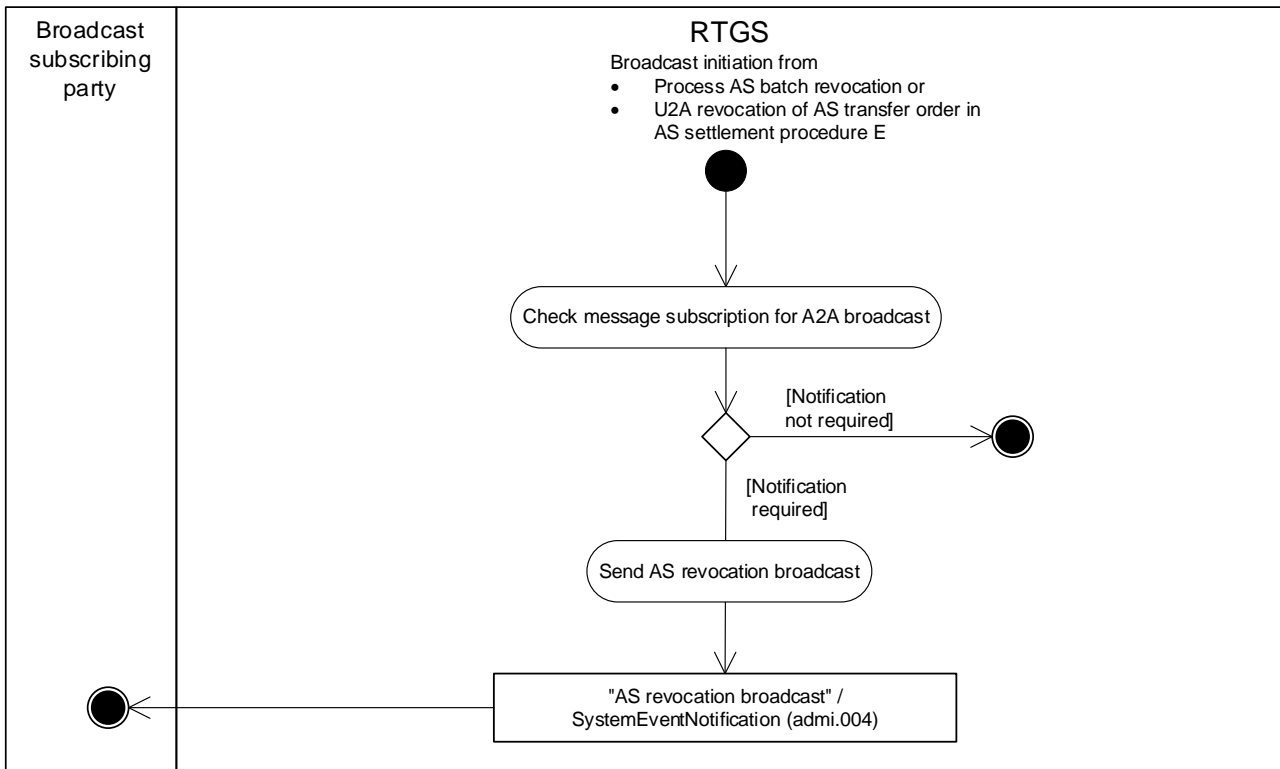 Broadcast
subscribing
party
RTGS
Broadcast initiation from
• Process AS batch revocation or
• U2A revocation of AS transfer order in
AS settlement procedure E
Check message subscription for A2A broadcast
[Notification
not required]
[Notification
required]
Send AS revocation broadcast
"AS revocation broadcast" /
SystemEventNotification (admi.004)